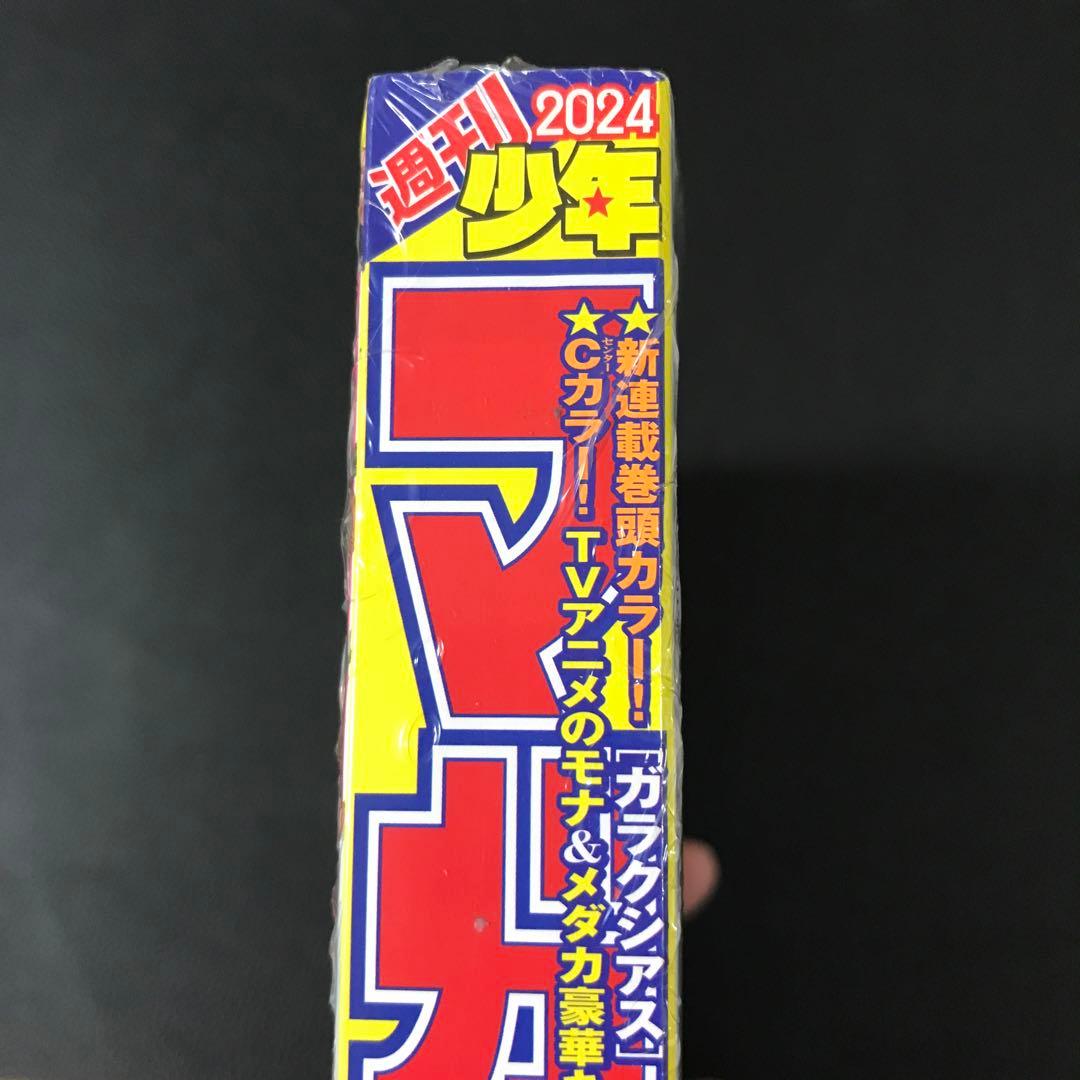 週刊
2024
少年
マガ
★新連載巻頭カラー!!［ガラクシアス］
★Cセンターカラー!! TVアニメのモナ&メダカ豪華